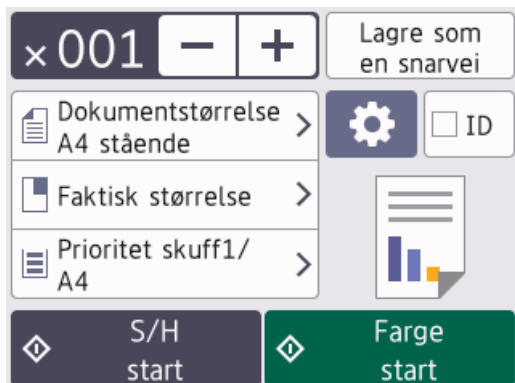 ×001 − +
Lagre som
en snarvei
Dokumentstørrelse
A4 stående
ID
Faktisk størrelse
Prioritet skuff1/
A4
S/H
start
Farge
start